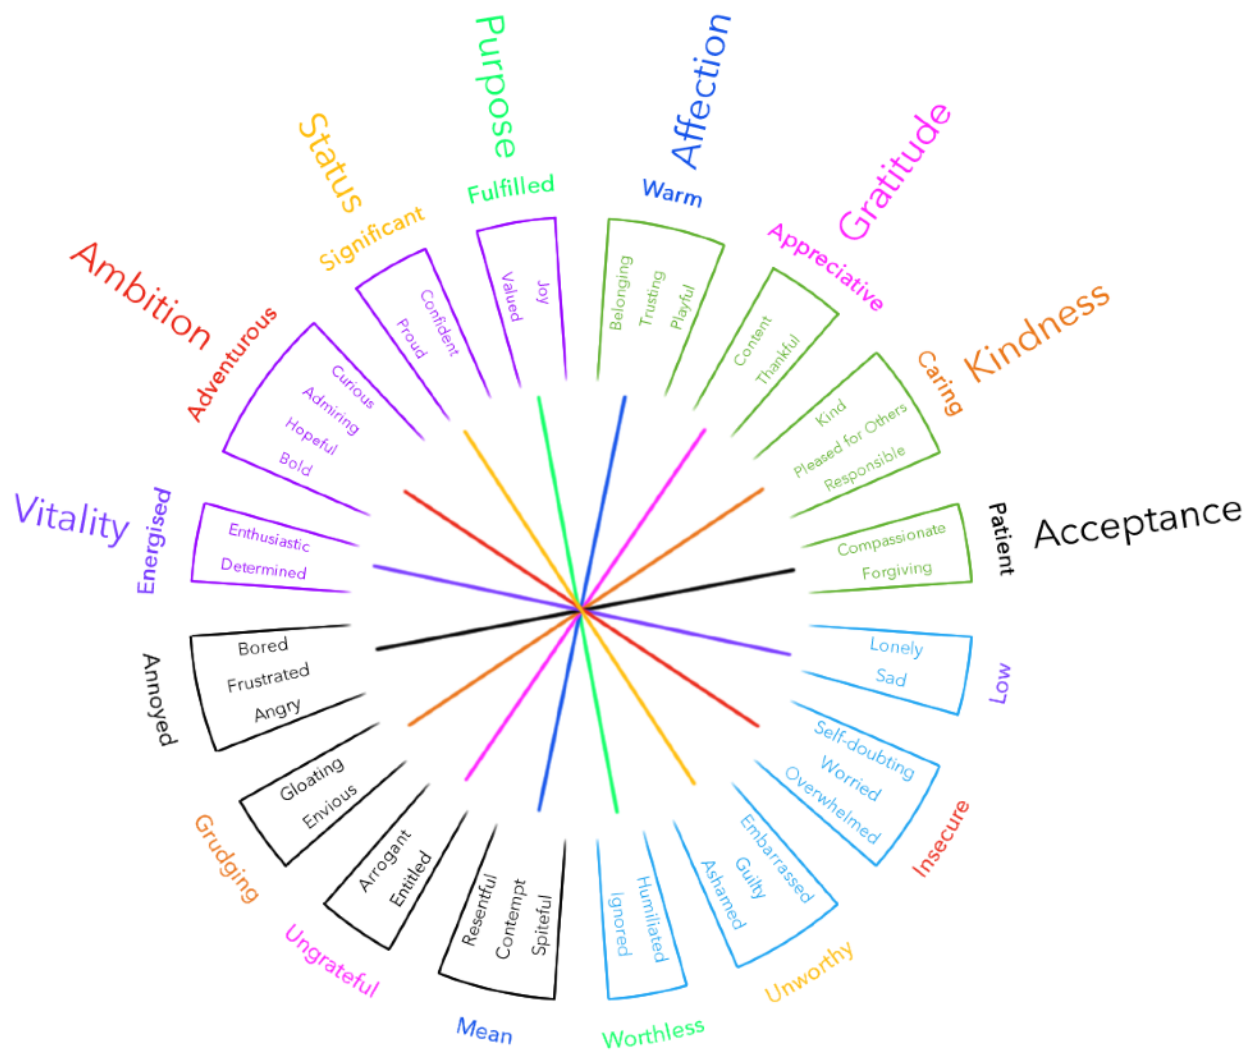 Purpose
Fulfilled
Valued
Joy
Affection
Warm
Belonging
Trusting
Playful
Gratitude
Appreciative
Content
Thankful
Kindness
Caring
Kind
Pleased for Others
Responsible
Acceptance
Patient
Compassionate
Forgiving
Low
Lonely
Sad
Insecure
Self-doubting
Worried
Overwhelmed
Unworthy
Embarrassed
Guilty
Ashamed
Worthless
Humiliated
Ignored
Mean
Resentful
Contempt
Spiteful
Ungrateful
Arrogant
Entitled
Grudging
Gloating
Envious
Annoyed
Bored
Frustrated
Angry
Vitality
Energised
Enthusiastic
Determined
Ambition
Adventurous
Curious
Admiring
Hopeful
Bold
Status
Significant
Confident
Proud